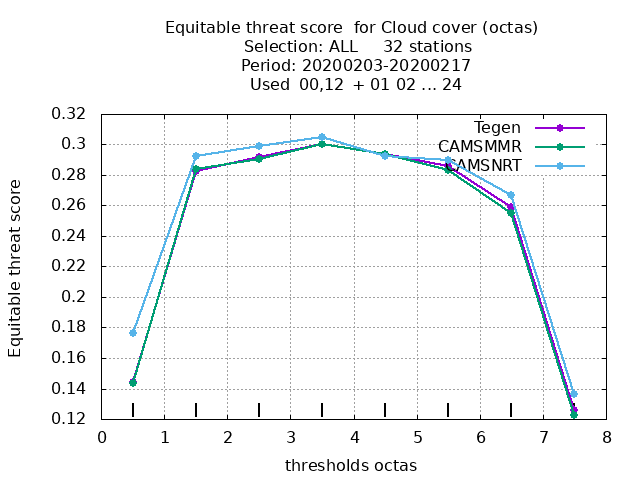 Equitable threat score for Cloud cover (octas)
Selection: ALL 32 stations
Period: 20200203-20200217
Used 00,12 + 01 02 ... 24
Equitable threat score
0.32
0.3
0.28
0.26
0.24
0.22
0.2
0.18
0.16
0.14
0.12
Tegen
CAMSMMR
CAMSNRT
0 1 2 3 4 5 6 7 8
thresholds octas